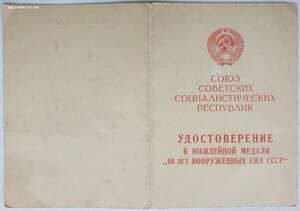 СОЮЗ
СОВЕТСКИХ
СОЦИАЛИСТИЧЕСКИХ
РЕСПУБЛИК
УДОСТОВЕРЕНИЕ
К ЮБИЛЕЙНОЙ МЕДАЛИ
„40 ЛЕТ ВООРУЖЕННЫХ СИЛ СССР"